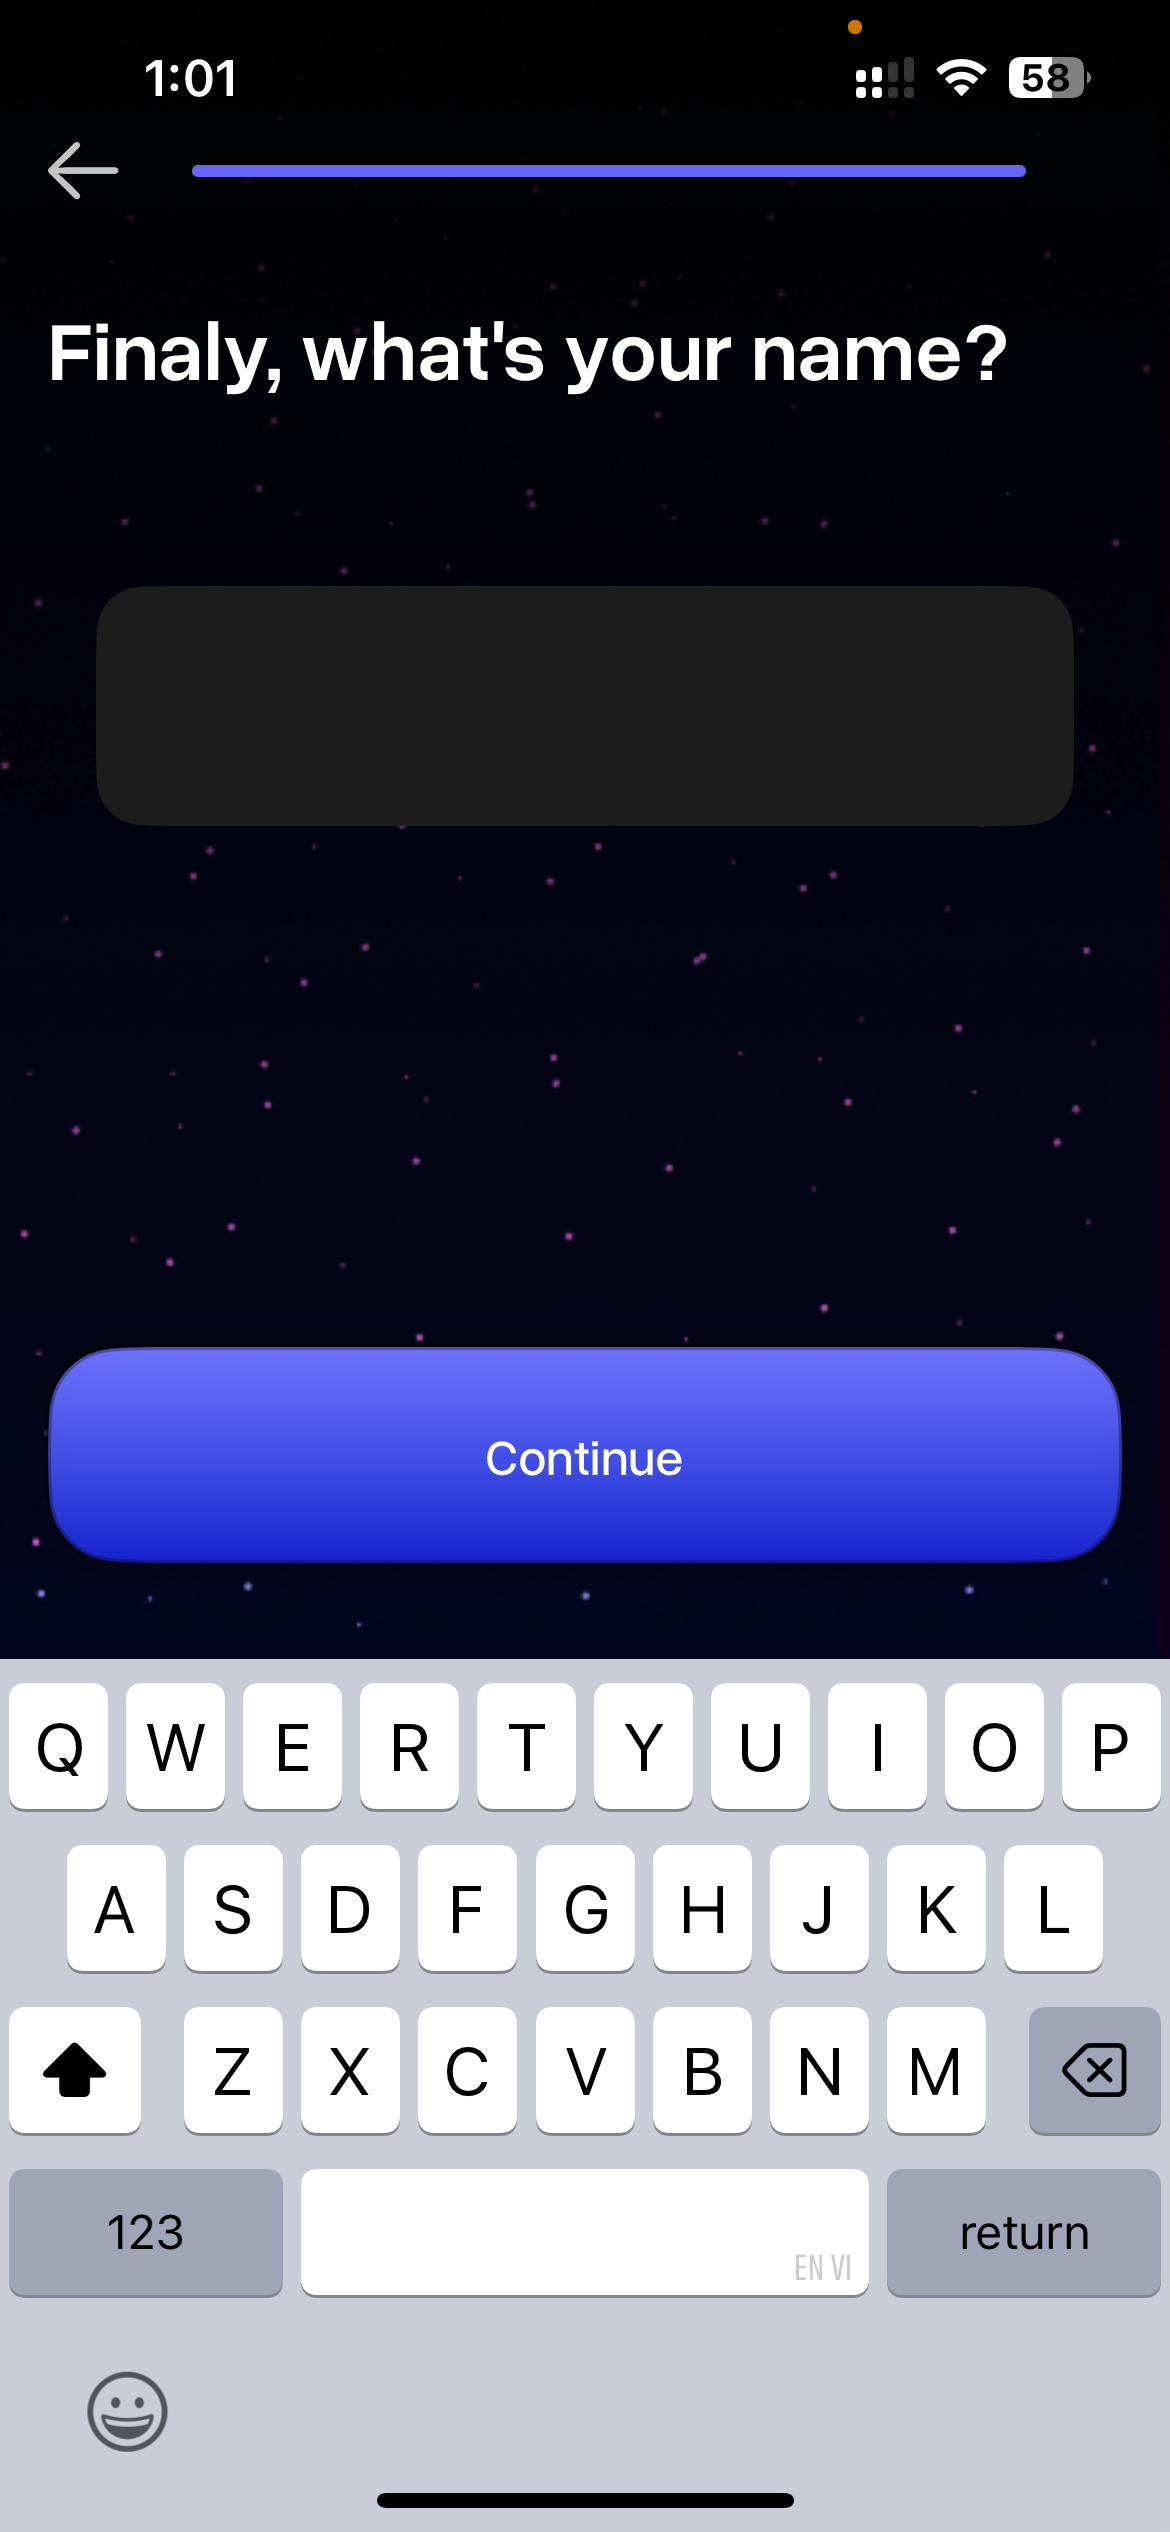 1:01
58
Finaly, what's your name?
Continue
Q W E R T Y U I O P
A S D F G H J K L
Z X C V B N M
123
EN VI
return